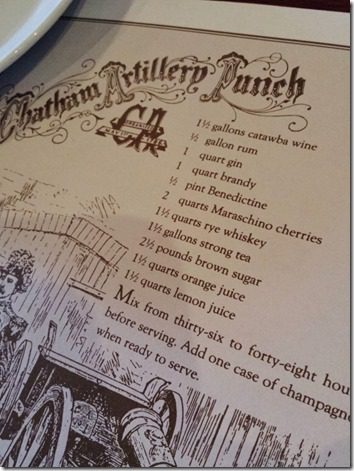 Chatham Artillery Punch
1½ gallons catawba wine
½ gallon rum
1 quart gin
1 quart brandy
½ pint Benedictine
2 quarts Maraschino cherries
1½ quarts rye whiskey
1½ gallons strong tea
2½ pounds brown sugar
1½ quarts orange juice
1½ quarts lemon juice
Mix from thirty-six to forty-eight hou
before serving. Add one case of champagne
when ready to serve.